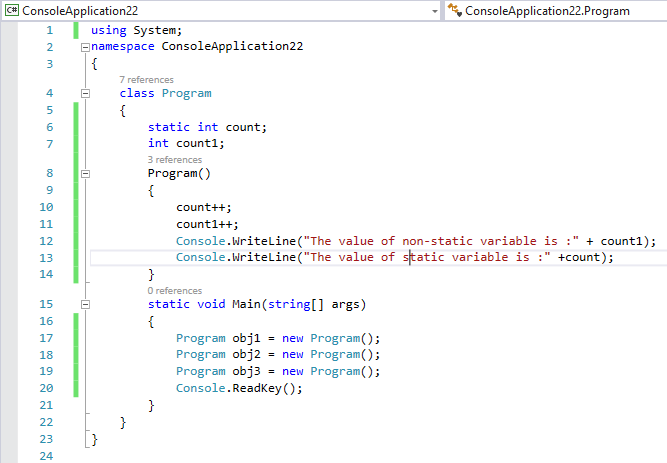 C# ConsoleApplication22 ConsoleApplication22.Program
1 using System;
2 namespace ConsoleApplication22
3 {
7 references
4 class Program
5 {
6 static int count;
7 int count1;
3 references
8 Program()
9 {
10 count++;
11 count1++;
12 Console.WriteLine("The value of non-static variable is :" + count1);
13 Console.WriteLine("The value of static variable is :" +count);
14 }
0 references
15 static void Main(string[] args)
16 {
17 Program obj1 = new Program();
18 Program obj2 = new Program();
19 Program obj3 = new Program();
20 Console.ReadKey();
21 }
22 }
23 }
24